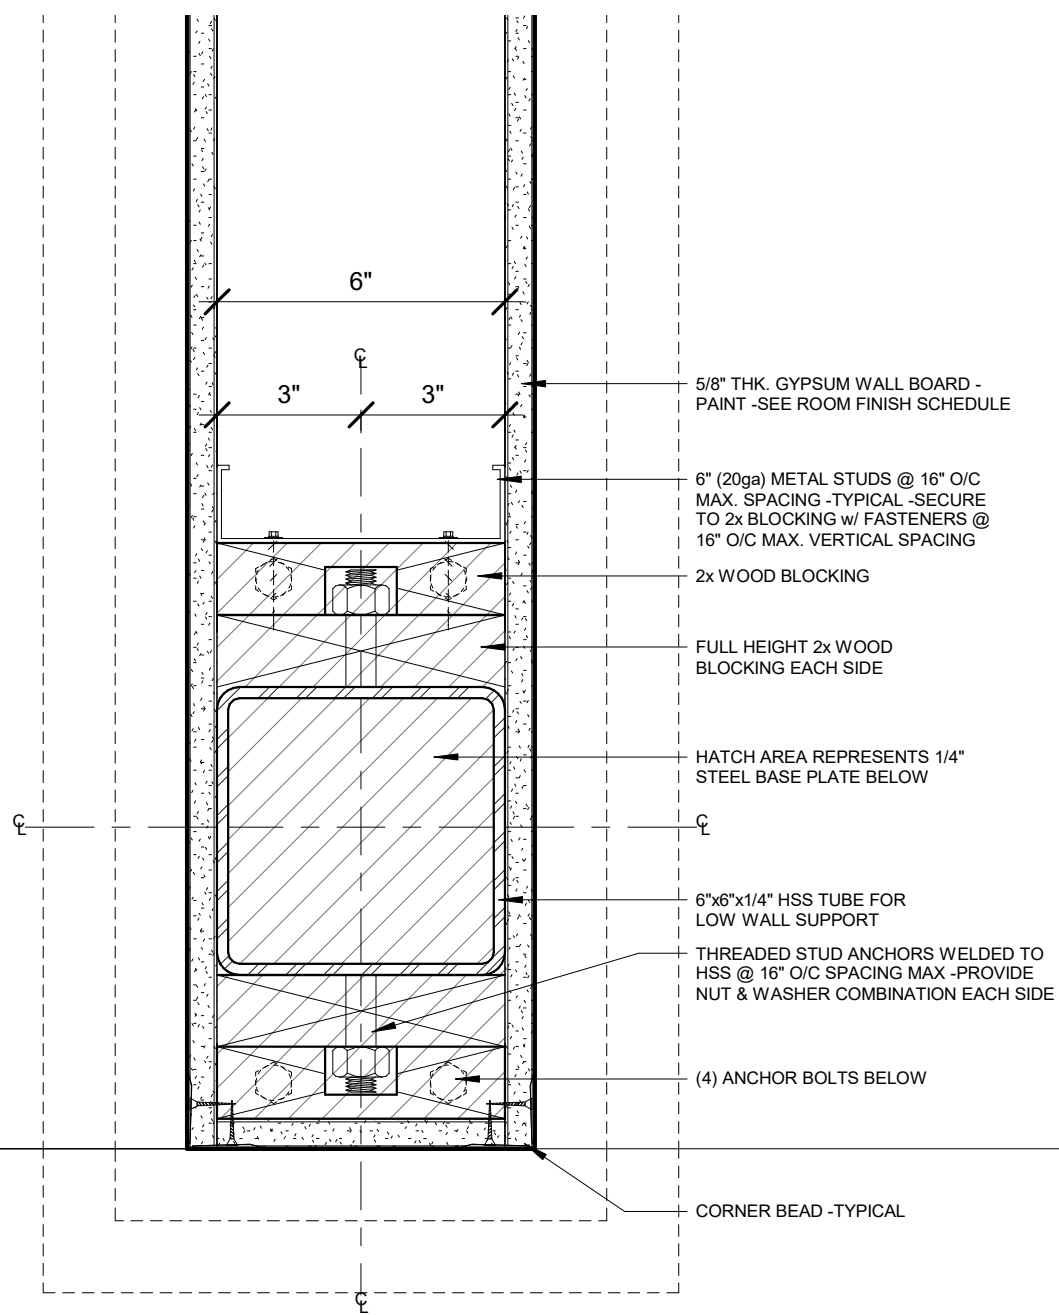 6"
℄
3" 3"
5/8" THK. GYPSUM WALL BOARD -
PAINT -SEE ROOM FINISH SCHEDULE
6" (20ga) METAL STUDS @ 16" O/C
MAX. SPACING -TYPICAL -SECURE
TO 2x BLOCKING w/ FASTENERS @
16" O/C MAX. VERTICAL SPACING
2x WOOD BLOCKING
FULL HEIGHT 2x WOOD
BLOCKING EACH SIDE
HATCH AREA REPRESENTS 1/4"
STEEL BASE PLATE BELOW
℄ ℄
6"x6"x1/4" HSS TUBE FOR
LOW WALL SUPPORT
THREADED STUD ANCHORS WELDED TO
HSS @ 16" O/C SPACING MAX -PROVIDE
NUT & WASHER COMBINATION EACH SIDE
(4) ANCHOR BOLTS BELOW
CORNER BEAD -TYPICAL
℄